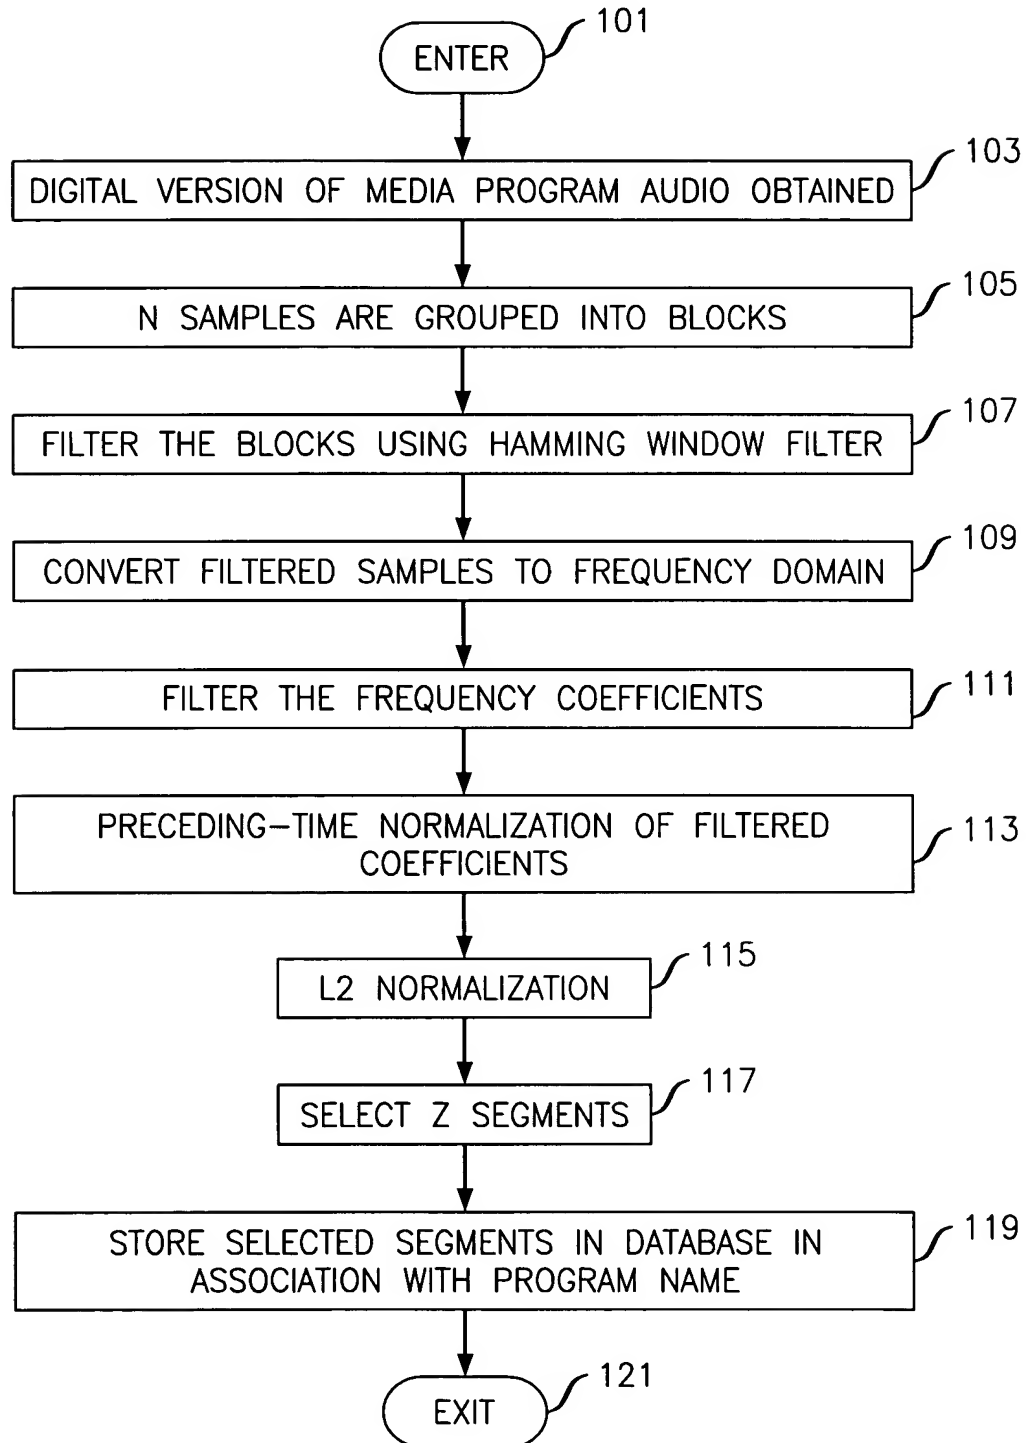 101
ENTER
103
DIGITAL VERSION OF MEDIA PROGRAM AUDIO OBTAINED
105
N SAMPLES ARE GROUPED INTO BLOCKS
107
FILTER THE BLOCKS USING HAMMING WINDOW FILTER
109
CONVERT FILTERED SAMPLES TO FREQUENCY DOMAIN
111
FILTER THE FREQUENCY COEFFICIENTS
113
PRECEDING-TIME NORMALIZATION OF FILTERED
COEFFICIENTS
115
L2 NORMALIZATION
117
SELECT Z SEGMENTS
119
STORE SELECTED SEGMENTS IN DATABASE IN
ASSOCIATION WITH PROGRAM NAME
121
EXIT